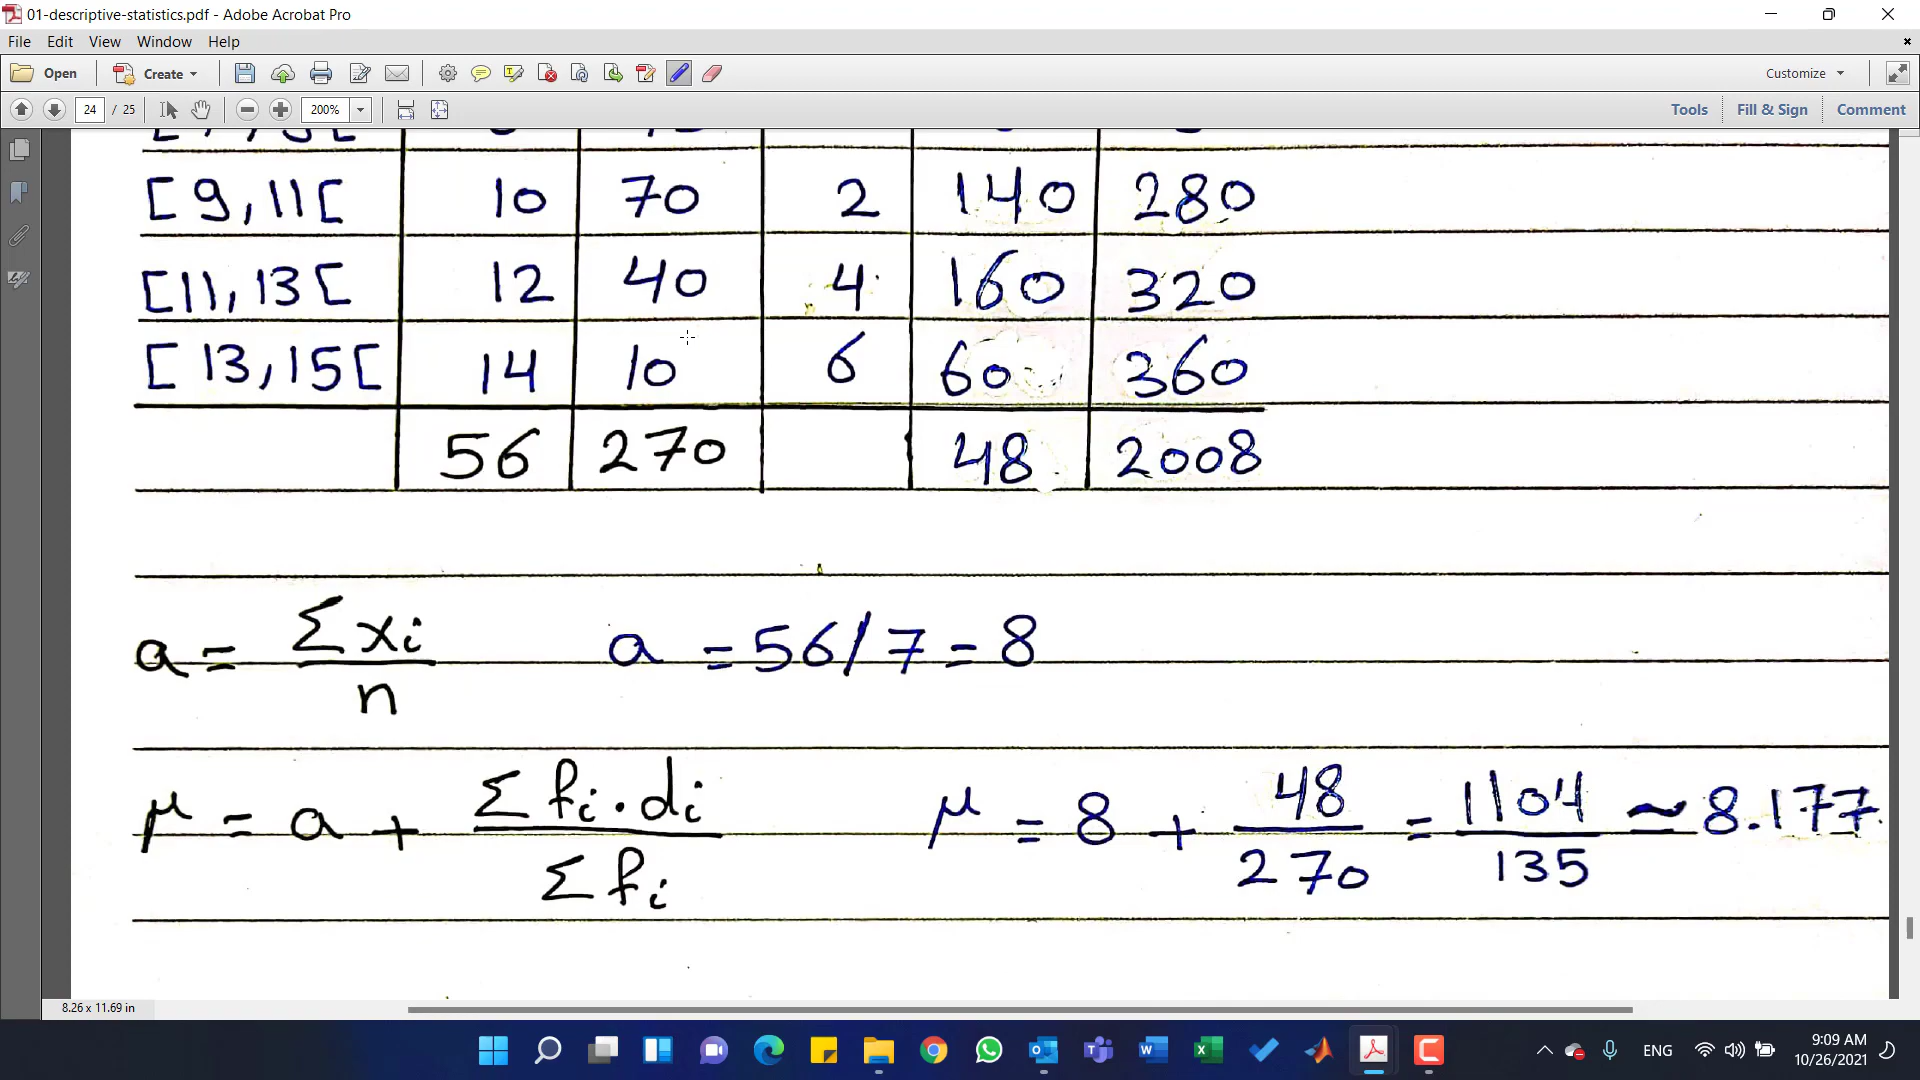 01-descriptive-statistics.pdf - Adobe Acrobat Pro
File Edit View Window Help
Open Create Customize
24 / 25 200% Tools Fill & Sign Comment
[9,11[ 10 70 2 140 280
[11,13[ 12 40 4 160 320
[13,15[ 14 10 6 60 360
56 270 48 2008
a = Σxi / n a = 56/7 = 8
μ = a + Σfi·di / Σfi μ = 8 + 48/270 = 1104/135 ≃ 8.177
8.26 x 11.69 in
ENG 9:09 AM
10/26/2021